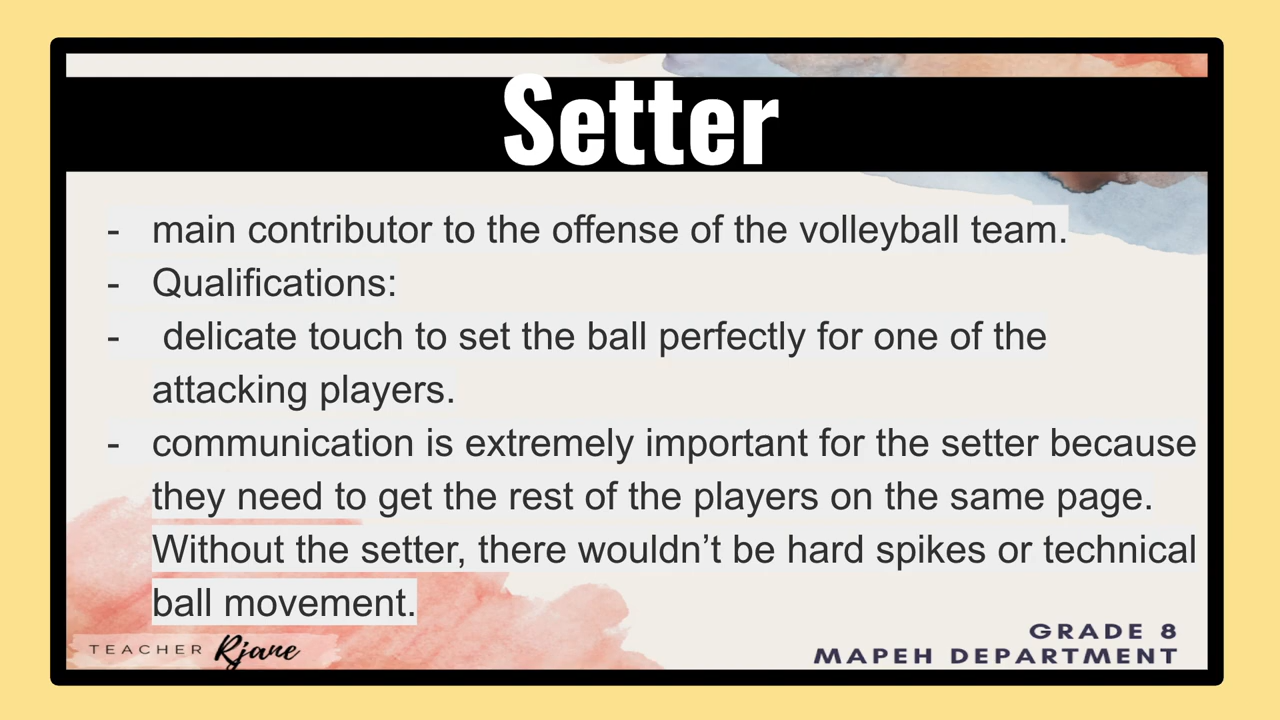 Setter
- main contributor to the offense of the volleyball team.
- Qualifications:
- delicate touch to set the ball perfectly for one of the
attacking players.
- communication is extremely important for the setter because
they need to get the rest of the players on the same page.
Without the setter, there wouldn’t be hard spikes or technical
ball movement.
TEACHER Rjane
GRADE 8
MAPEH DEPARTMENT